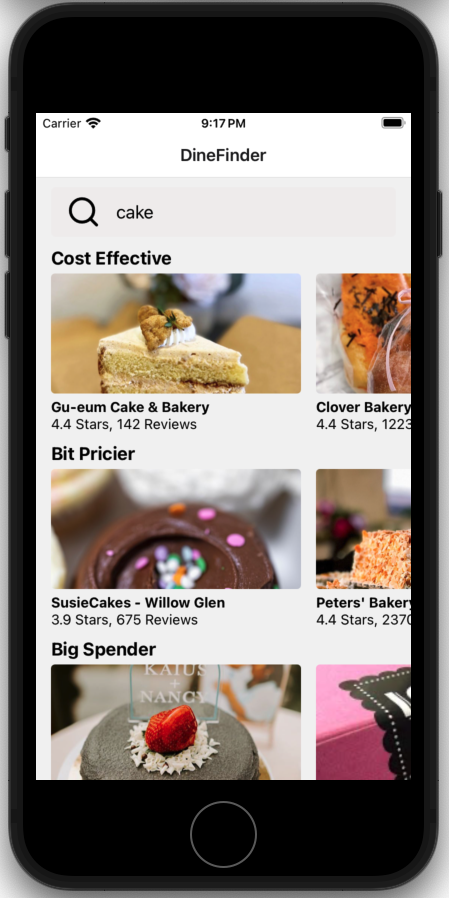 Carrier 9:17 PM
DineFinder
cake
Cost Effective
Gu-eum Cake & Bakery
4.4 Stars, 142 Reviews
Clover Bakery
4.4 Stars, 1223
Bit Pricier
SusieCakes - Willow Glen
3.9 Stars, 675 Reviews
Peters' Bakery
4.4 Stars, 2370
Big Spender
KAIUS
+
NANCY